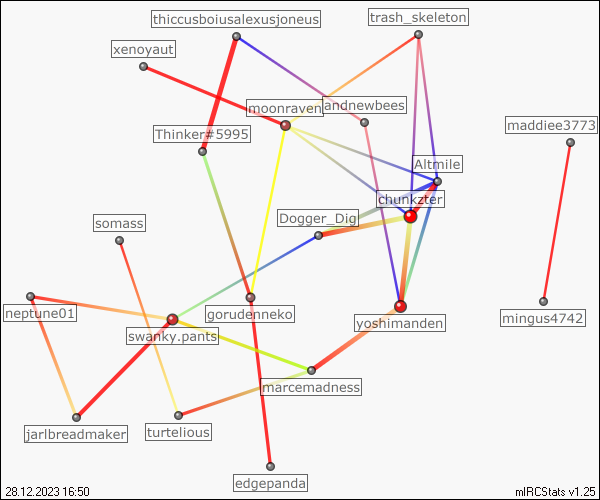 thiccusboiusalexusjoneus
trash_skeleton
xenoyaut
moonraven
andnewbees
Thinker#5995
maddiee3773
Altmile
chunkzter
Dogger_Dig
somass
neptune01
gorudenneko
yoshimanden
mingus4742
swanky.pants
marcemadness
jarlbreadmaker
turtelious
edgepanda
28.12.2023 16:50
mIRCStats v1.25